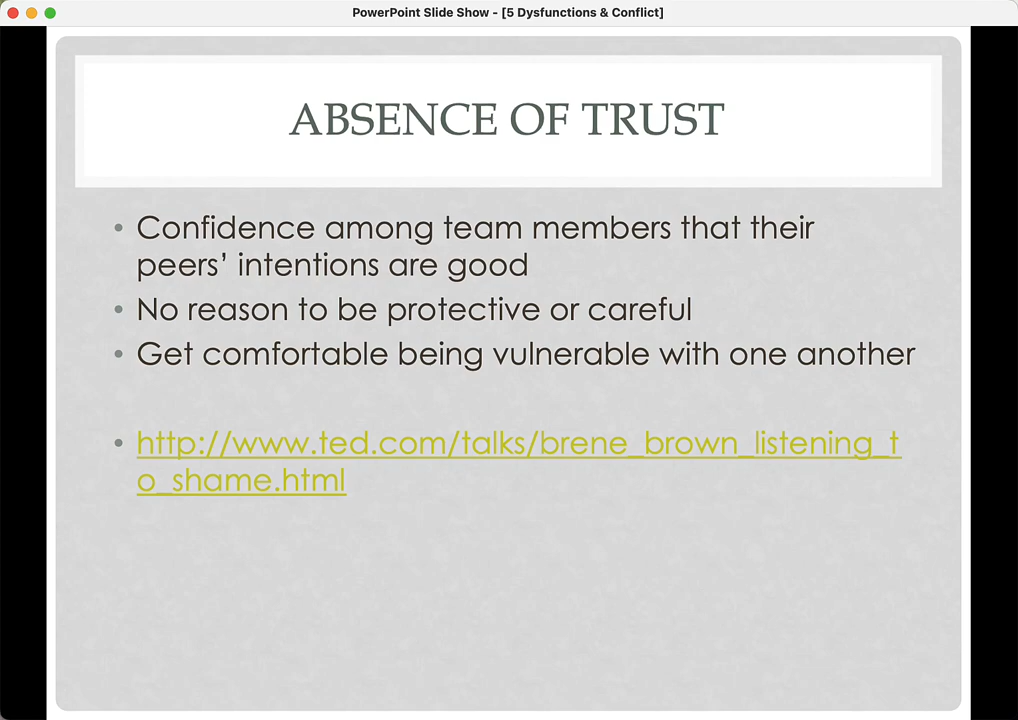 PowerPoint Slide Show - [5 Dysfunctions & Conflict]
ABSENCE OF TRUST
• Confidence among team members that their
peers’ intentions are good
• No reason to be protective or careful
• Get comfortable being vulnerable with one another
• http://www.ted.com/talks/brene_brown_listening_t
o_shame.html